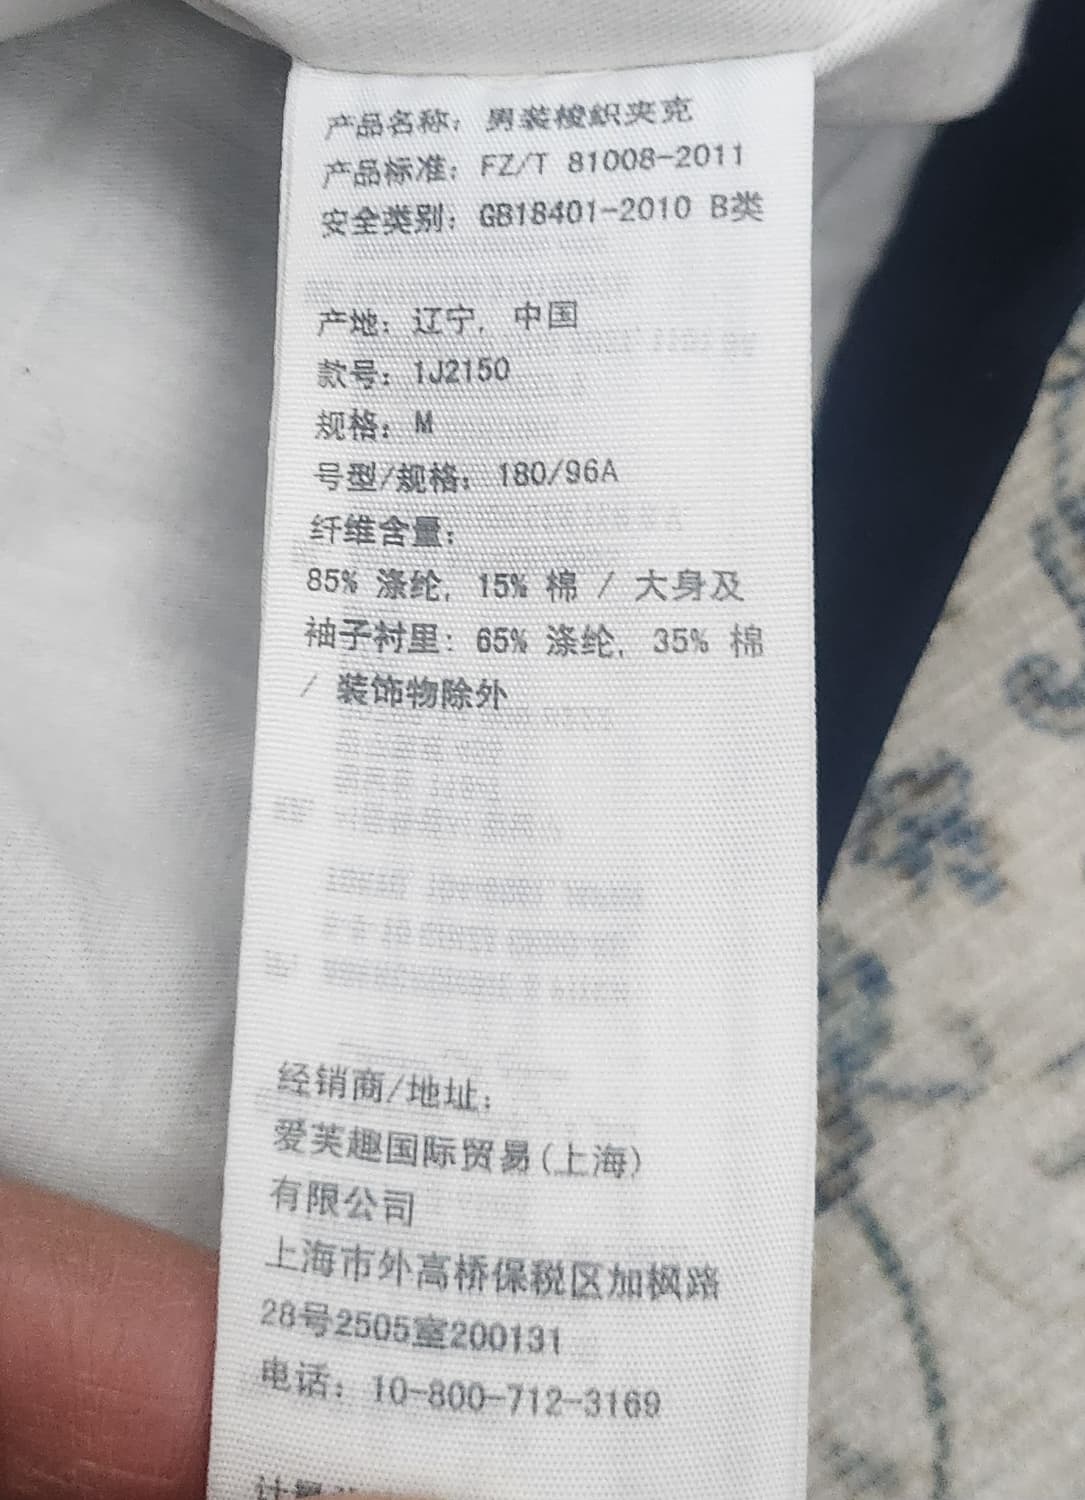 产品名称：男装梭织夹克
产品标准：FZ/T 81008-2011
安全类别：GB18401-2010 B类
产地：辽宁，中国
款号：1J2150
规格：M
号型/规格：180/96A
纤维含量：
85% 涤纶，15% 棉 / 大身及
袖子衬里：65% 涤纶，35% 棉
/ 装饰物除外
经销商/地址：
爱芙趣国际贸易(上海)
有限公司
上海市外高桥保税区加枫路
28号2505室200131
电话：10-800-712-3169
计量